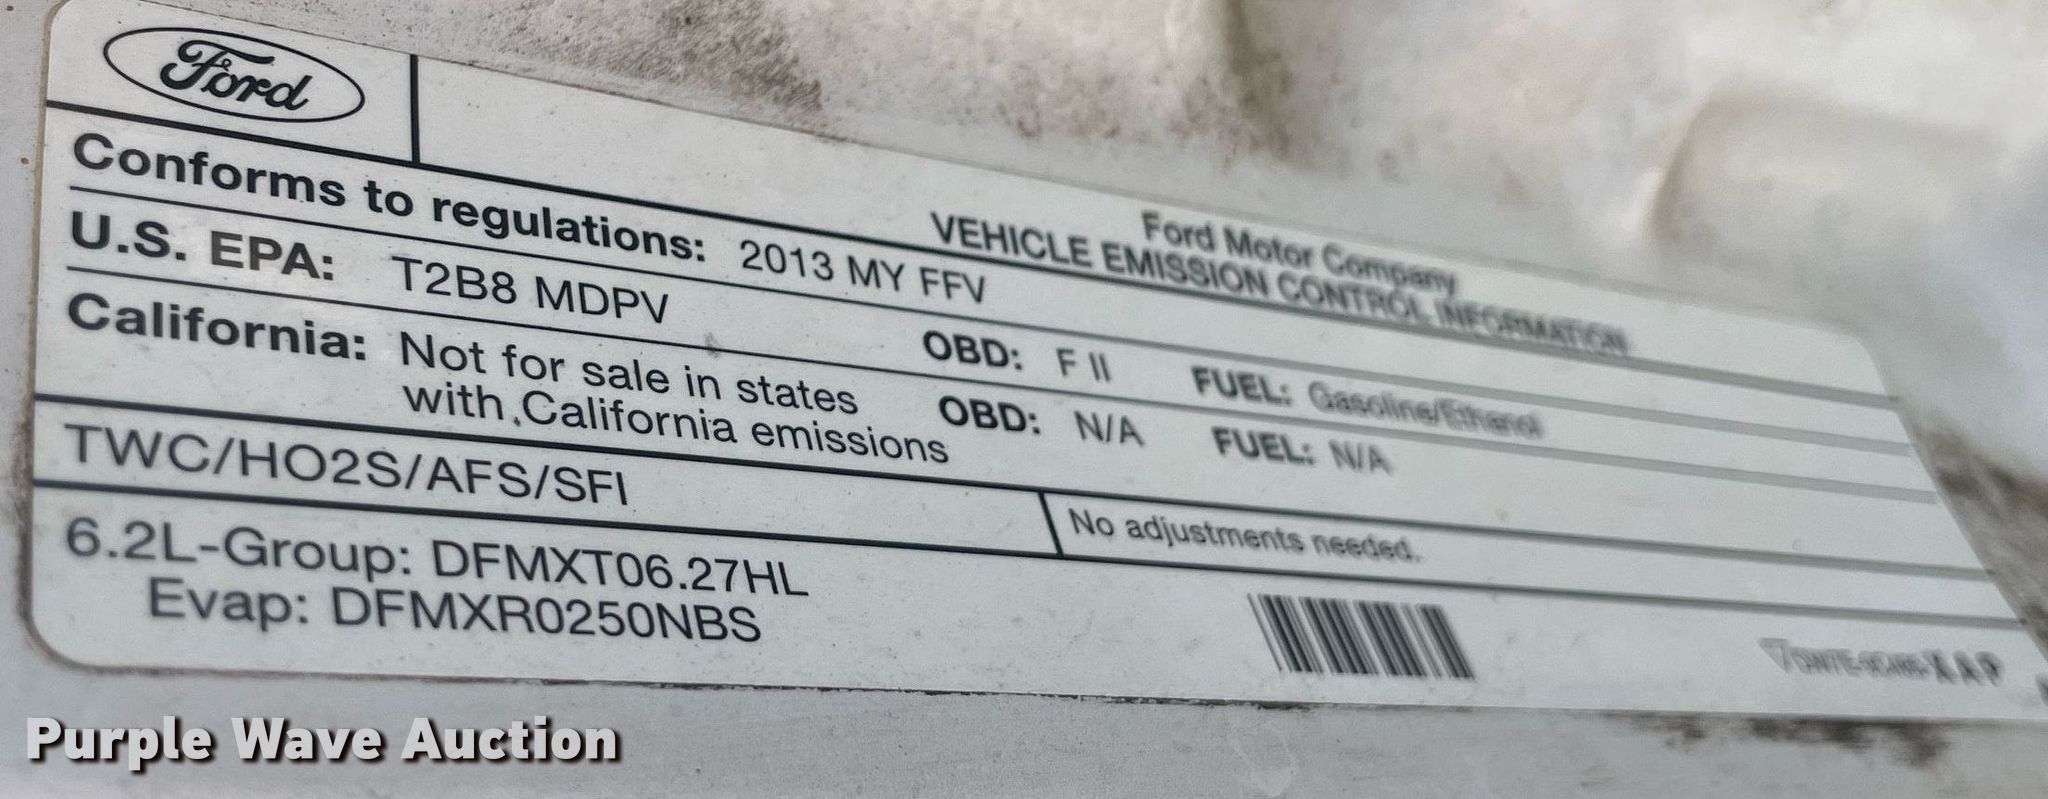 Ford
Ford Motor Company
VEHICLE EMISSION CONTROL INFORMATION
Conforms to regulations: 2013 MY FFV
U.S. EPA: T2B8 MDPV OBD: F II FUEL: Gasoline/Ethanol
California: Not for sale in states OBD: N/A FUEL: N/A
with California emissions
TWC/HO2S/AFS/SFI No adjustments needed.
6.2L-Group: DFMXT06.27HL
Evap: DFMXR0250NBS
Purple Wave Auction